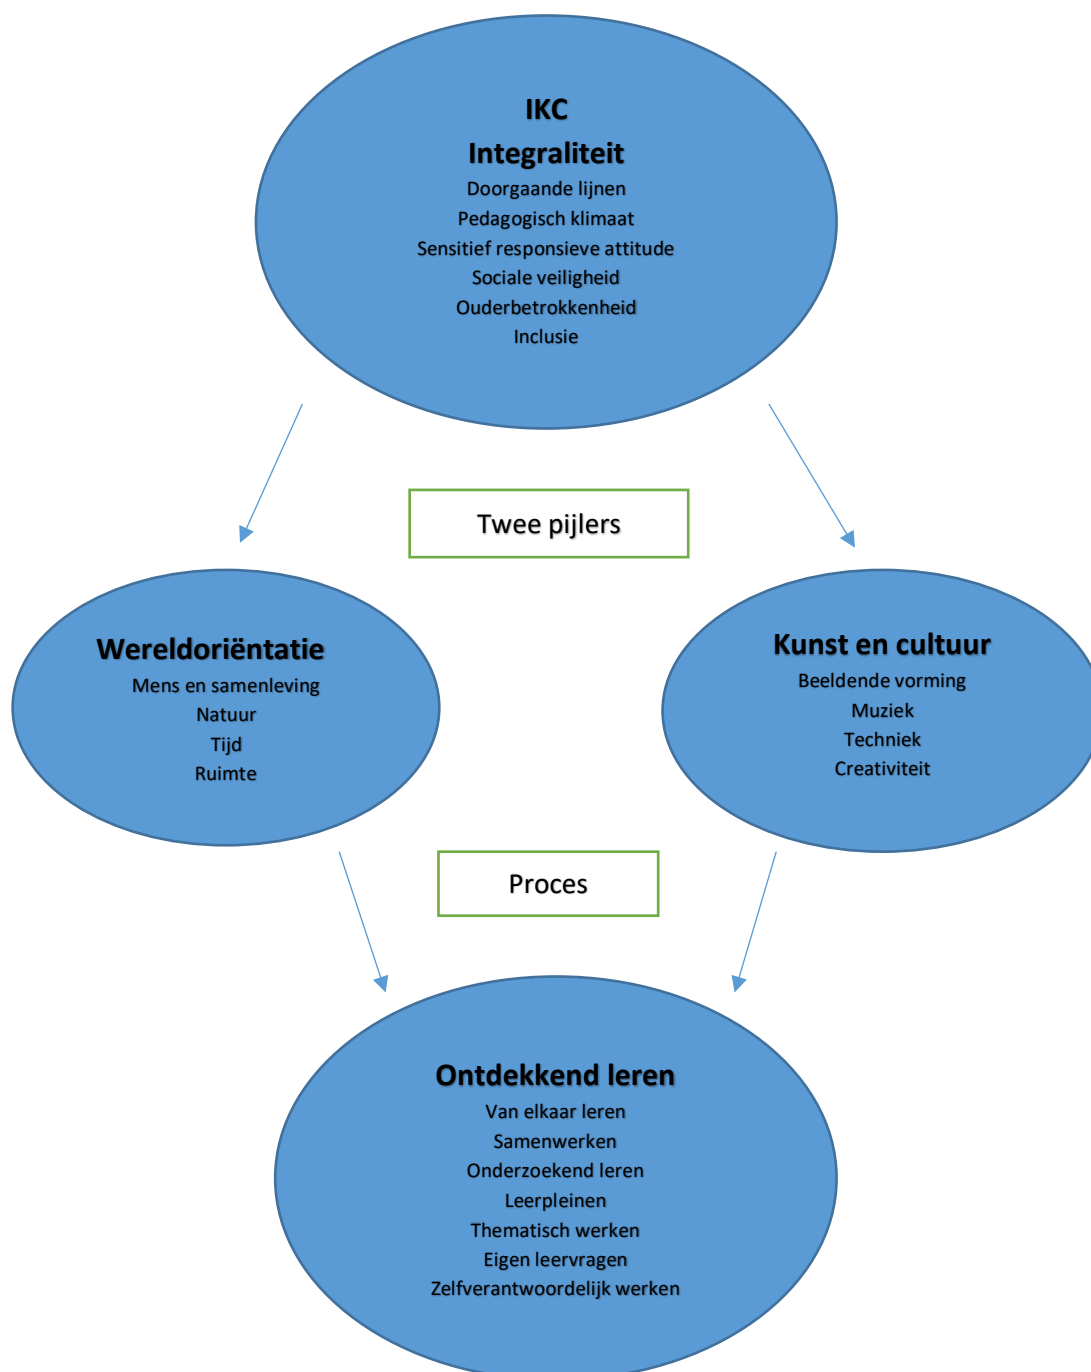 IKC
Integraliteit
Doorgaande lijnen
Pedagogisch klimaat
Sensitief responsieve attitude
Sociale veiligheid
Ouderbetrokkenheid
Inclusie
Twee pijlers
Wereldoriëntatie
Mens en samenleving
Natuur
Tijd
Ruimte
Kunst en cultuur
Beeldende vorming
Muziek
Techniek
Creativiteit
Proces
Ontdekkend leren
Van elkaar leren
Samenwerken
Onderzoekend leren
Leerpleinen
Thematisch werken
Eigen leervragen
Zelfverantwoordelijk werken